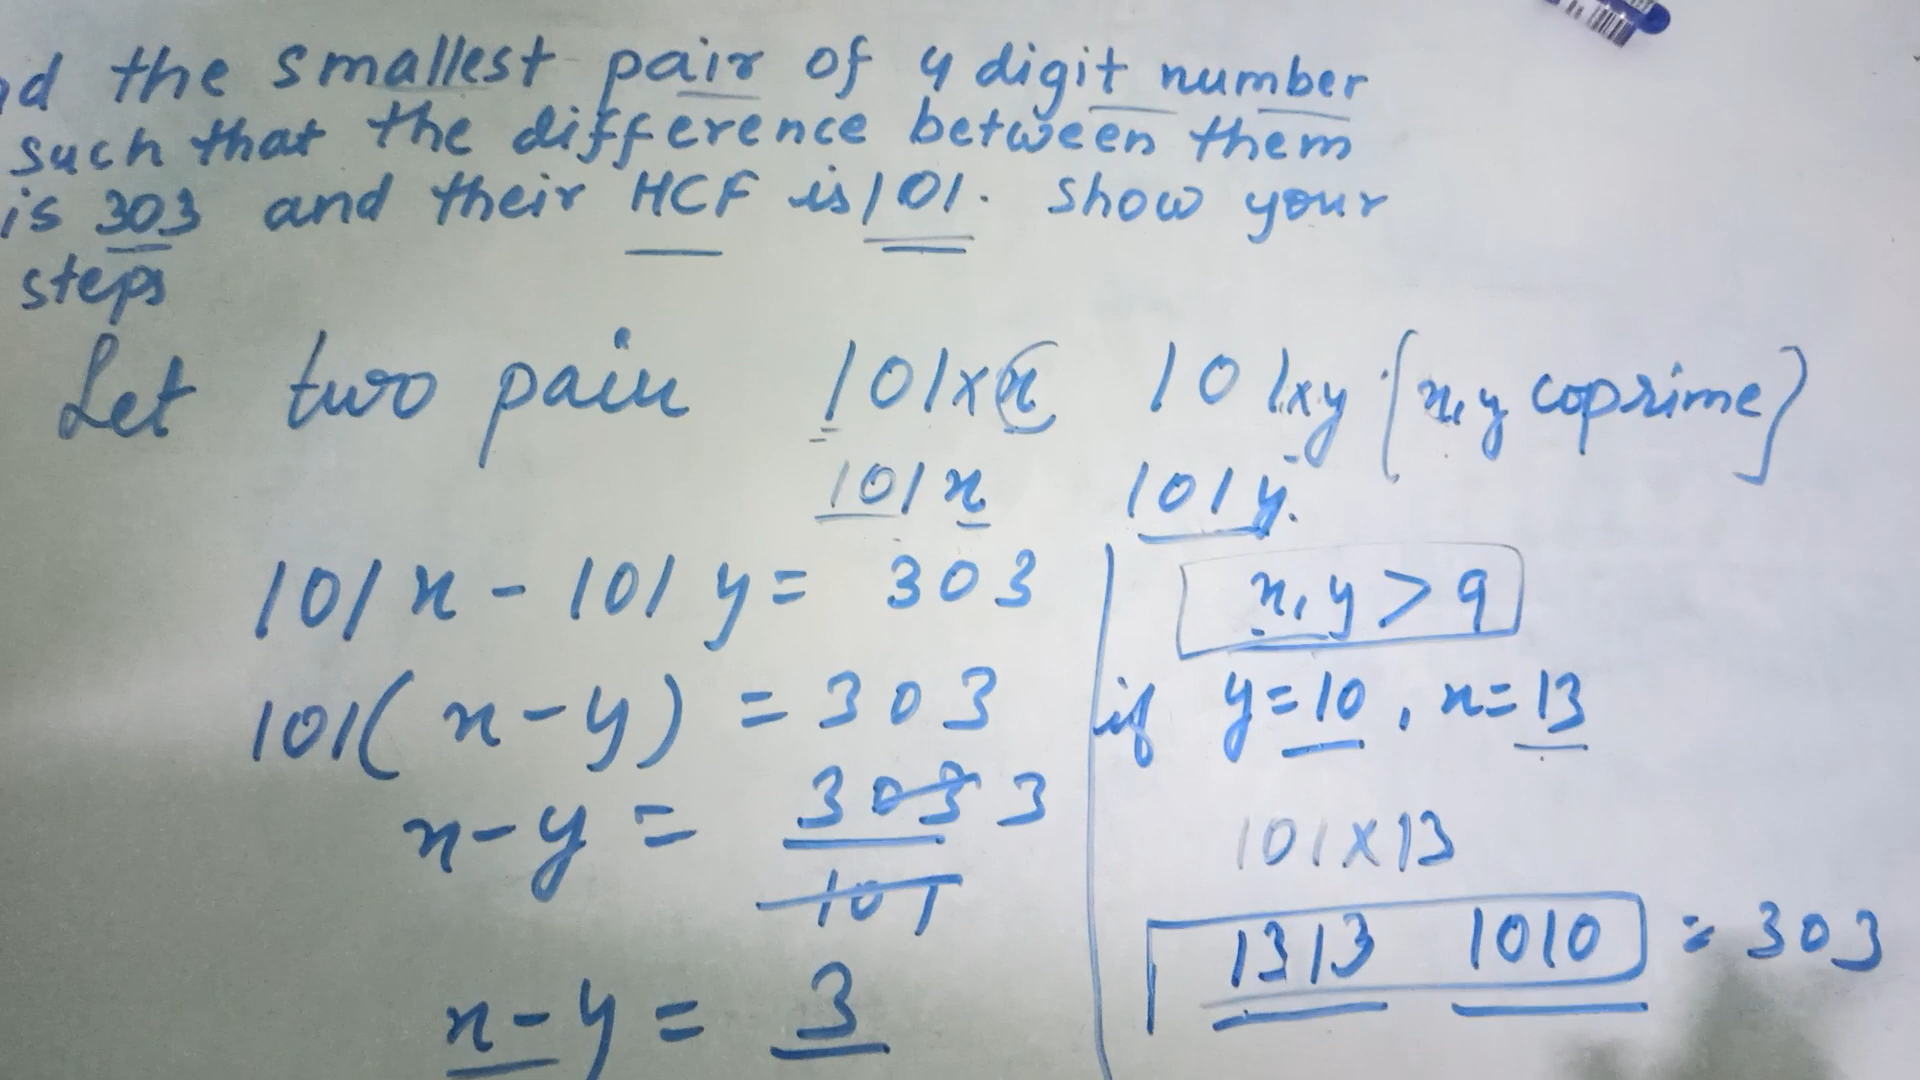 nd the smallest pair of 4 digit number
such that the difference between them
is 303 and their HCF is 101. Show your
steps
Let two pair 101×x 101×y {x,y coprime}
101x 101y.
101x - 101y = 303
101(x-y) = 303
x-y = 303/101 3
x-y = 3
x,y > 9
if y=10, x=13
101×13
1313 1010 = 303